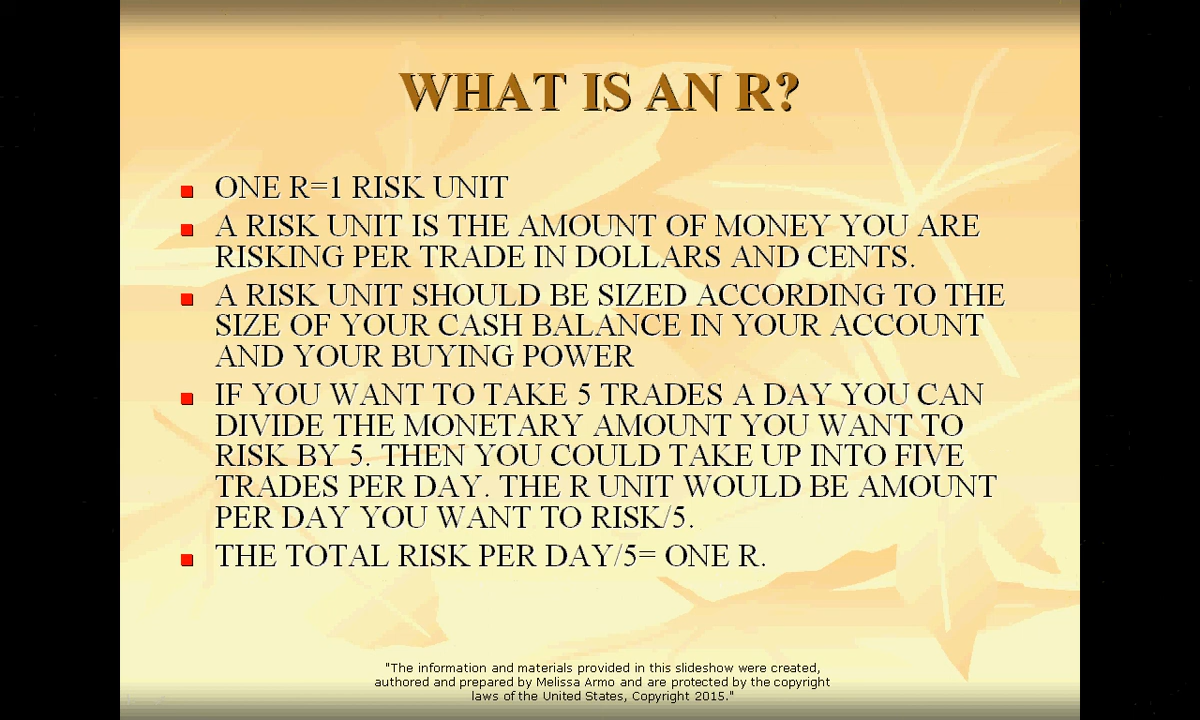 WHAT IS AN R?
ONE R=1 RISK UNIT
A RISK UNIT IS THE AMOUNT OF MONEY YOU ARE
RISKING PER TRADE IN DOLLARS AND CENTS.
A RISK UNIT SHOULD BE SIZED ACCORDING TO THE
SIZE OF YOUR CASH BALANCE IN YOUR ACCOUNT
AND YOUR BUYING POWER
IF YOU WANT TO TAKE 5 TRADES A DAY YOU CAN
DIVIDE THE MONETARY AMOUNT YOU WANT TO
RISK BY 5. THEN YOU COULD TAKE UP INTO FIVE
TRADES PER DAY. THE R UNIT WOULD BE AMOUNT
PER DAY YOU WANT TO RISK/5.
THE TOTAL RISK PER DAY/5= ONE R.
"The information and materials provided in this slideshow were created,
authored and prepared by Melissa Armo and are protected by the copyright
laws of the United States, Copyright 2015."